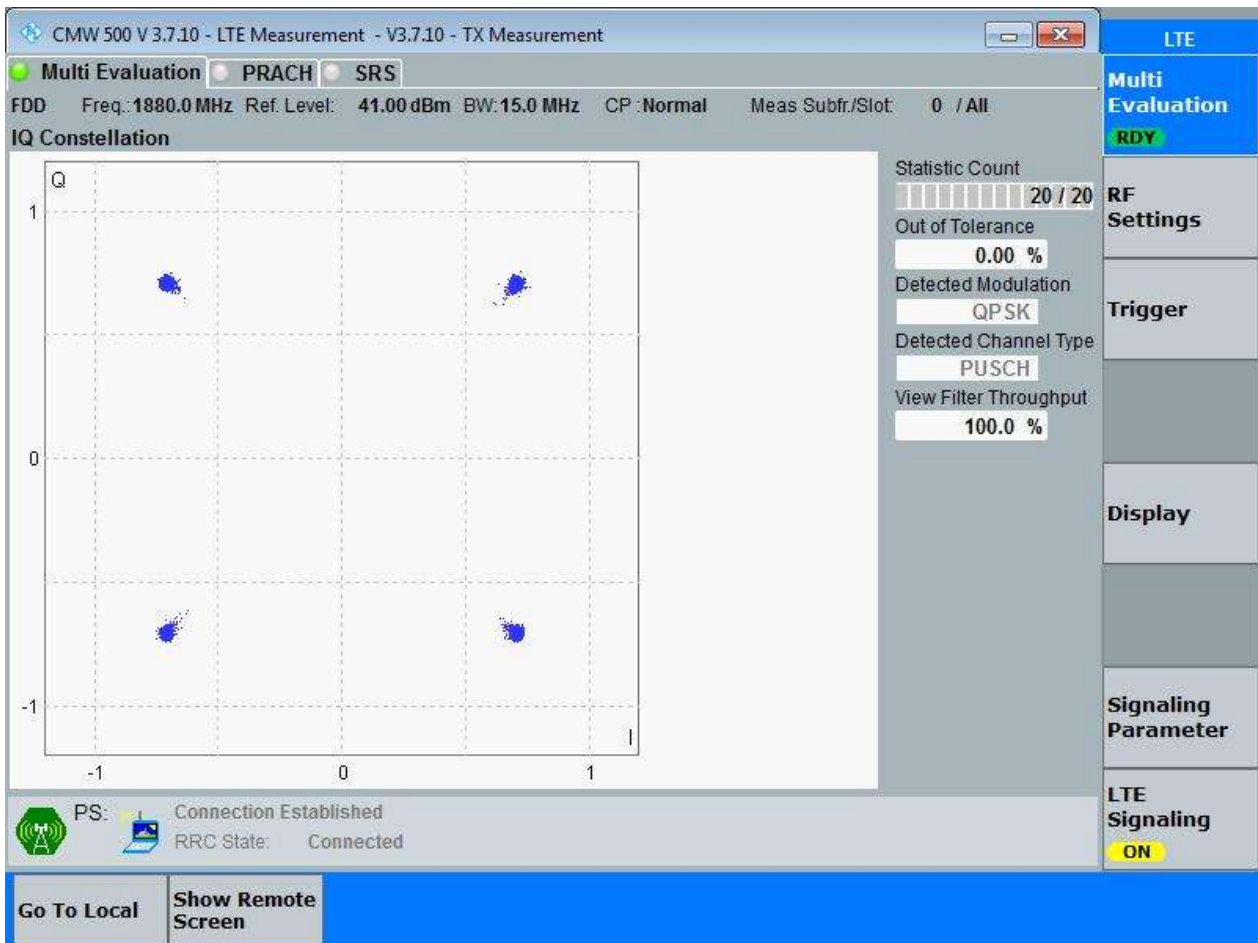 CMW 500 V 3.7.10 - LTE Measurement - V3.7.10 - TX Measurement
LTE
Multi Evaluation PRACH SRS
Multi
Evaluation
RDY
FDD Freq.:1880.0 MHz Ref. Level: 41.00 dBm BW:15.0 MHz CP :Normal Meas Subfr./Slot: 0 / All
IQ Constellation
Q
1
0
-1
-1 0 1
I
Statistic Count
20 / 20
Out of Tolerance
0.00 %
Detected Modulation
QPSK
Detected Channel Type
PUSCH
View Filter Throughput
100.0 %
RF
Settings
Trigger
Display
Signaling
Parameter
LTE
Signaling
ON
PS: Connection Established
RRC State: Connected
Go To Local
Show Remote
Screen